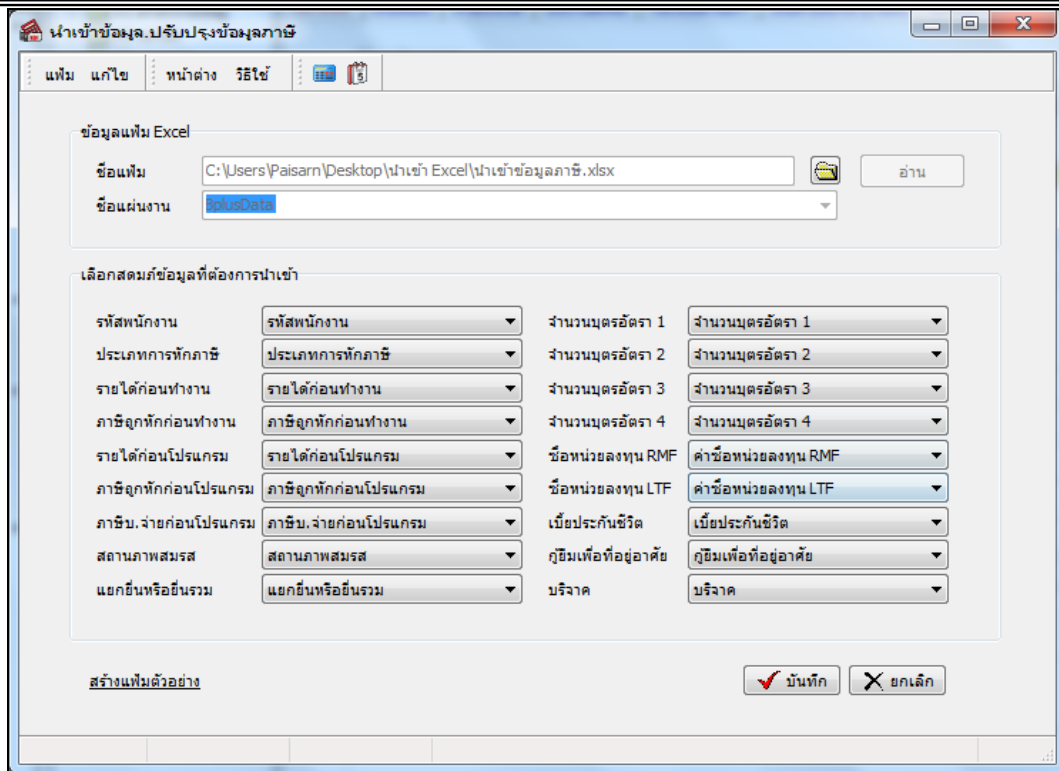 นำเข้าข้อมูล.ปรับปรุงข้อมูลภาษี
แฟ้ม แก้ไข หน้าต่าง วิธีใช้
ข้อมูลแฟ้ม Excel
ชื่อแฟ้ม C:\Users\Paisarn\Desktop\นำเข้า Excel\นำเข้าข้อมูลภาษี.xlsx อ่าน
ชื่อแผ่นงาน BplusData
เลือกสดมภ์ข้อมูลที่ต้องการนำเข้า
รหัสพนักงาน รหัสพนักงาน จำนวนบุตรอัตรา 1 จำนวนบุตรอัตรา 1
ประเภทการหักภาษี ประเภทการหักภาษี จำนวนบุตรอัตรา 2 จำนวนบุตรอัตรา 2
รายได้ก่อนทำงาน รายได้ก่อนทำงาน จำนวนบุตรอัตรา 3 จำนวนบุตรอัตรา 3
ภาษีถูกหักก่อนทำงาน ภาษีถูกหักก่อนทำงาน จำนวนบุตรอัตรา 4 จำนวนบุตรอัตรา 4
รายได้ก่อนโปรแกรม รายได้ก่อนโปรแกรม ซื้อหน่วยลงทุน RMF ค่าซื้อหน่วยลงทุน RMF
ภาษีถูกหักก่อนโปรแกรม ภาษีถูกหักก่อนโปรแกรม ซื้อหน่วยลงทุน LTF ค่าซื้อหน่วยลงทุน LTF
ภาษีบ.จ่ายก่อนโปรแกรม ภาษีบ.จ่ายก่อนโปรแกรม เบี้ยประกันชีวิต เบี้ยประกันชีวิต
สถานภาพสมรส สถานภาพสมรส กู้ยืมเพื่อที่อยู่อาศัย กู้ยืมเพื่อที่อยู่อาศัย
แยกยื่นหรือยื่นรวม แยกยื่นหรือยื่นรวม บริจาค บริจาค
สร้างแฟ้มตัวอย่าง บันทึก ยกเลิก